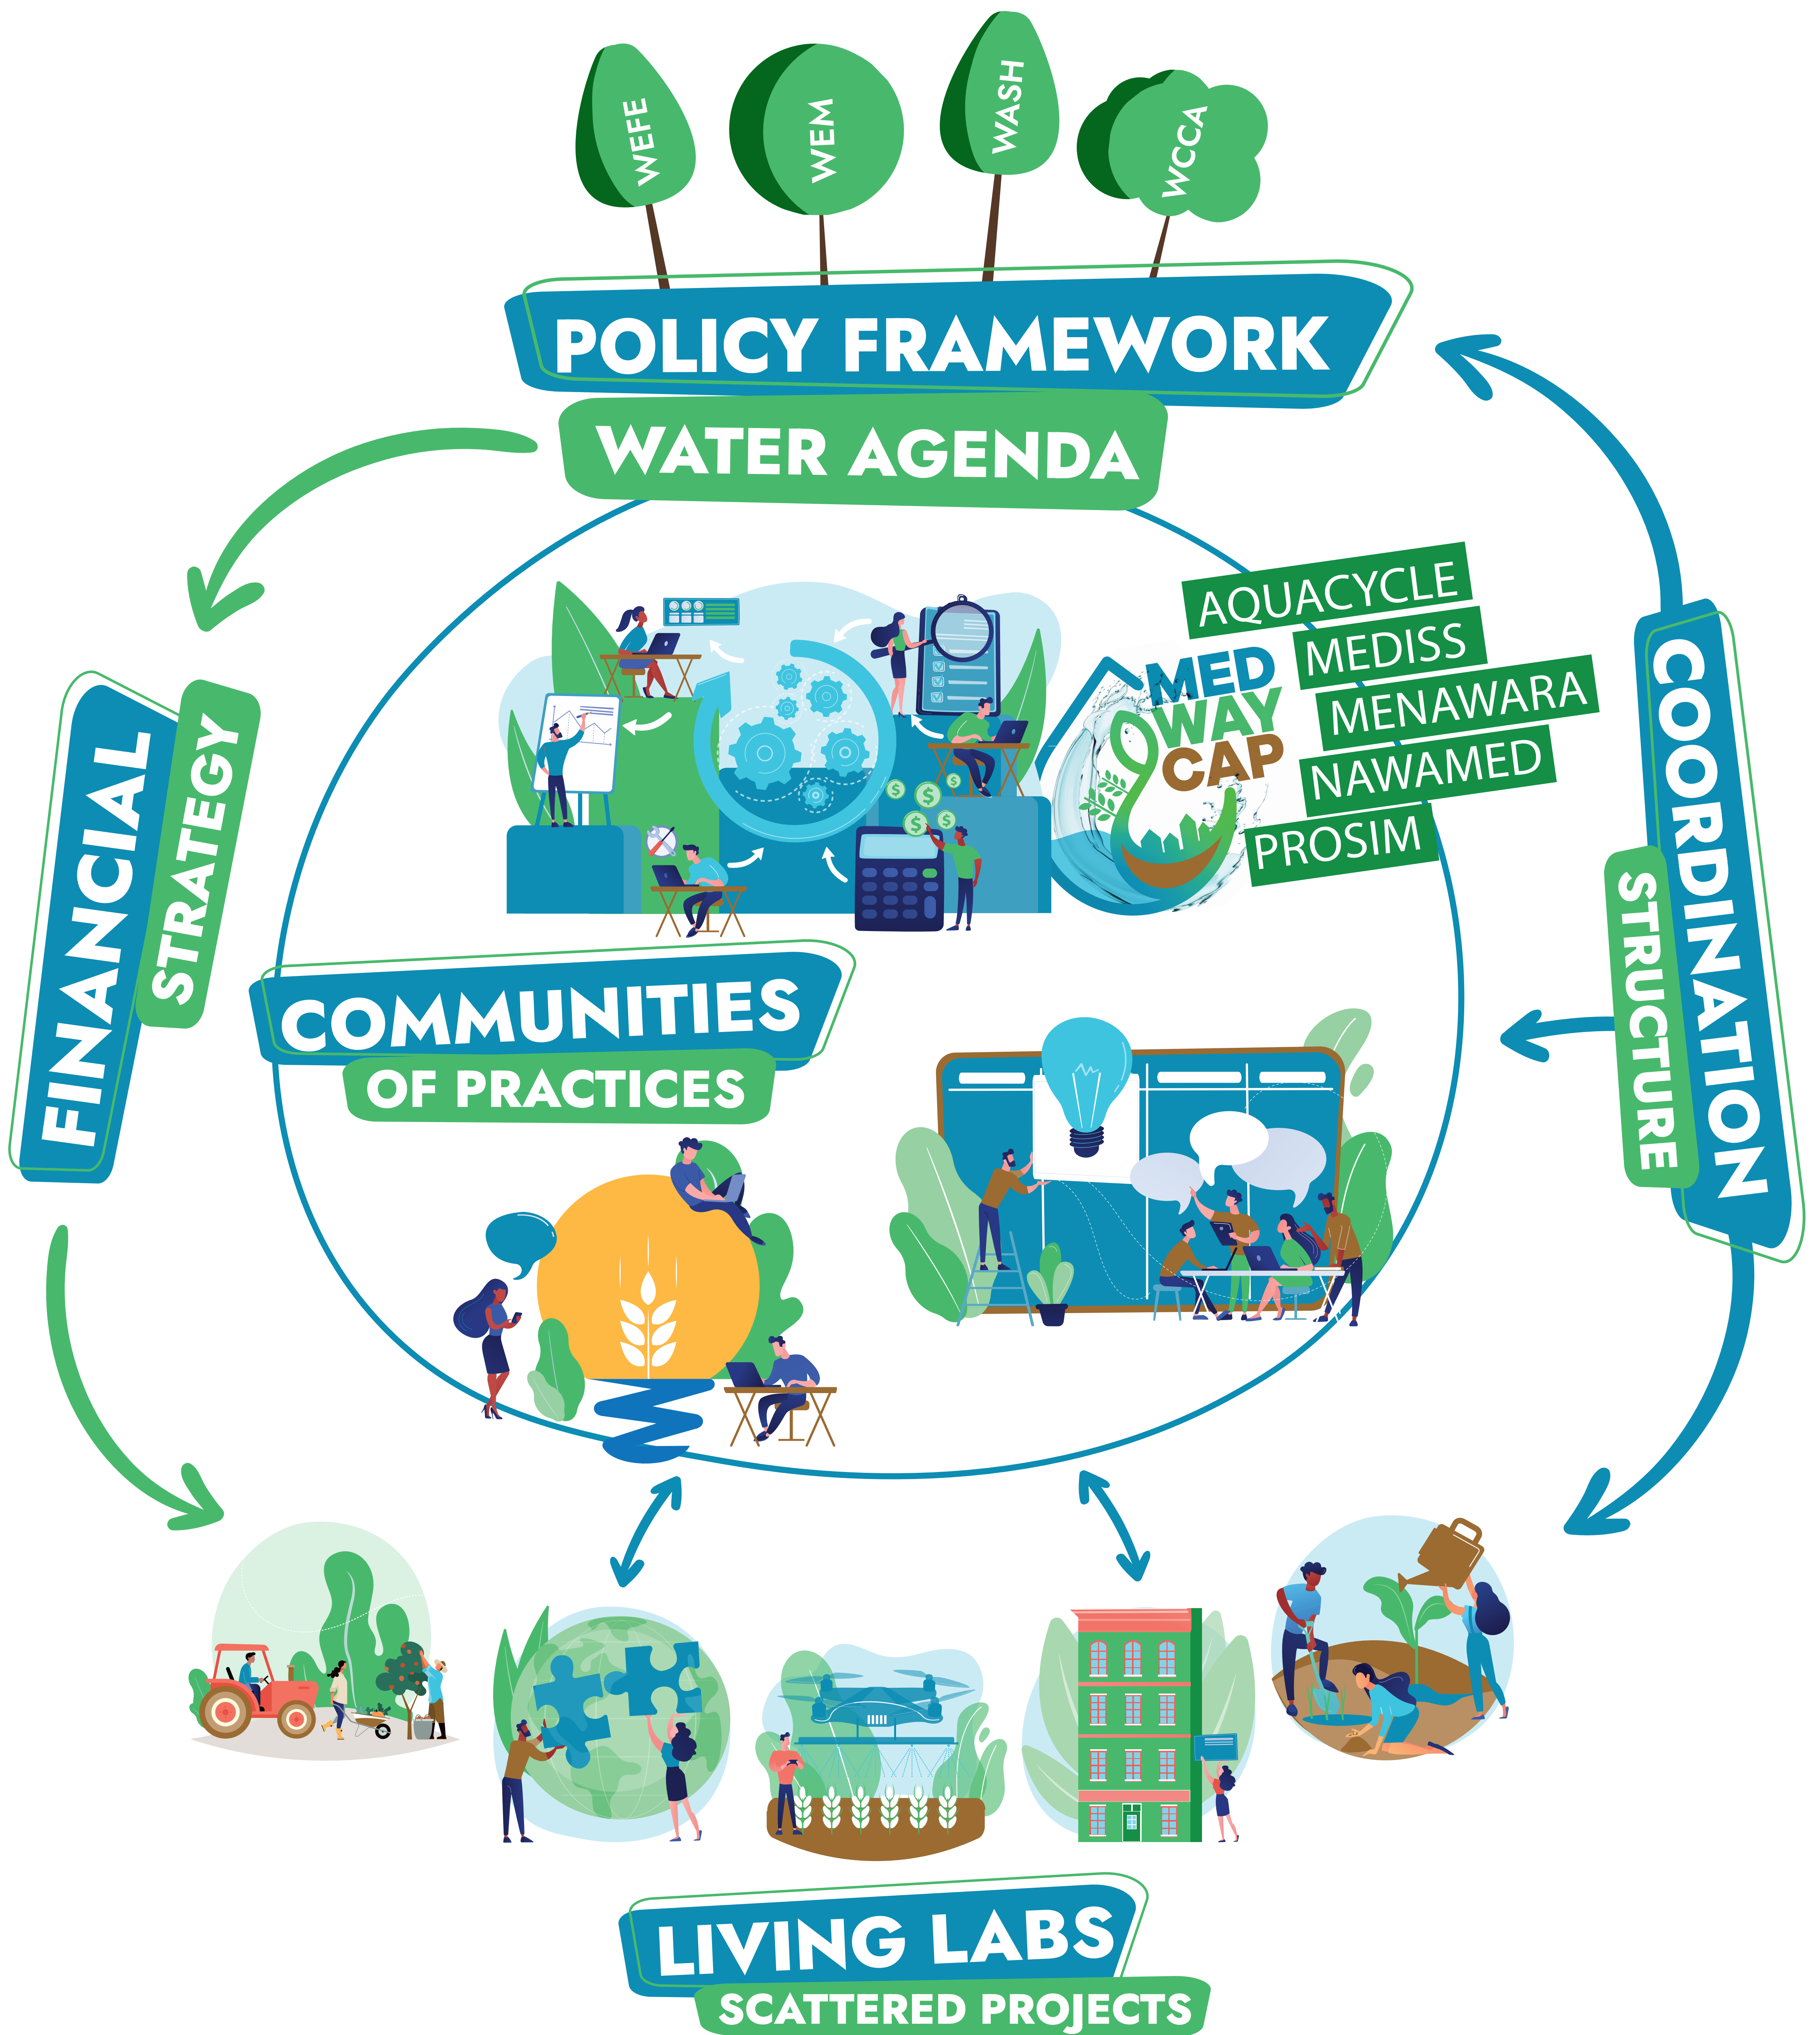 WEFE
WEM
WASH
WCCA
POLICY FRAMEWORK
WATER AGENDA
AQUACYCLE
MEDISS
MENAWARA
NAWAMED
PROSIM
MED
WAY
CAP
FINANCIAL
STRATEGY
COORDINATION
STRUCTURE
COMMUNITIES
OF PRACTICES
LIVING LABS
SCATTERED PROJECTS